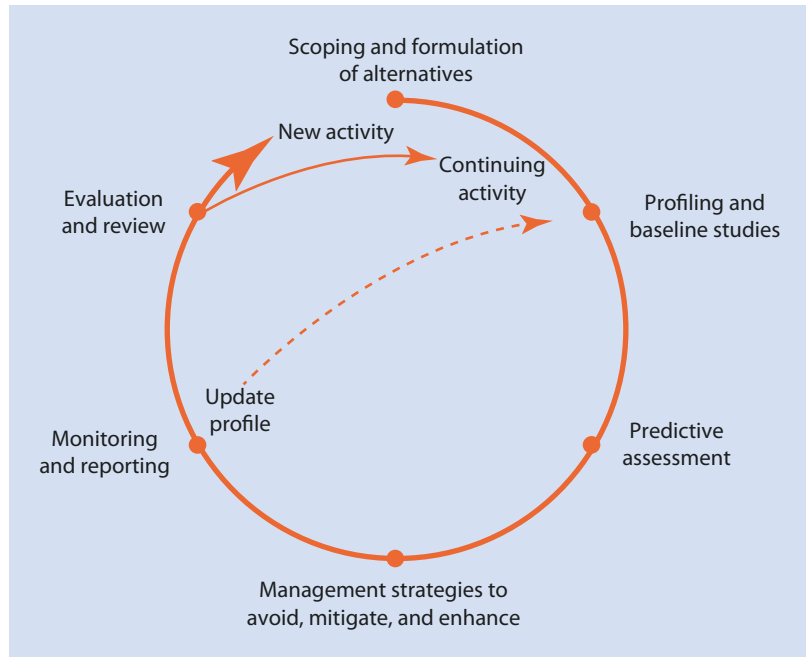 Scoping and formulation
of alternatives
New activity
Continuing
activity
Evaluation
and review
Profiling and
baseline studies
Update
profile
Monitoring
and reporting
Predictive
assessment
Management strategies to
avoid, mitigate, and enhance